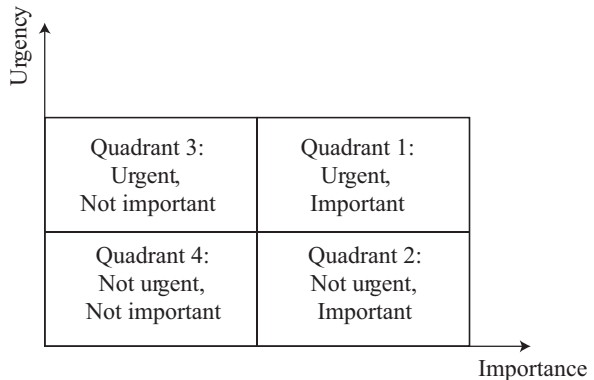 Urgency
Quadrant 3:
Urgent,
Not important
Quadrant 1:
Urgent,
Important
Quadrant 4:
Not urgent,
Not important
Quadrant 2:
Not urgent,
Important
Importance